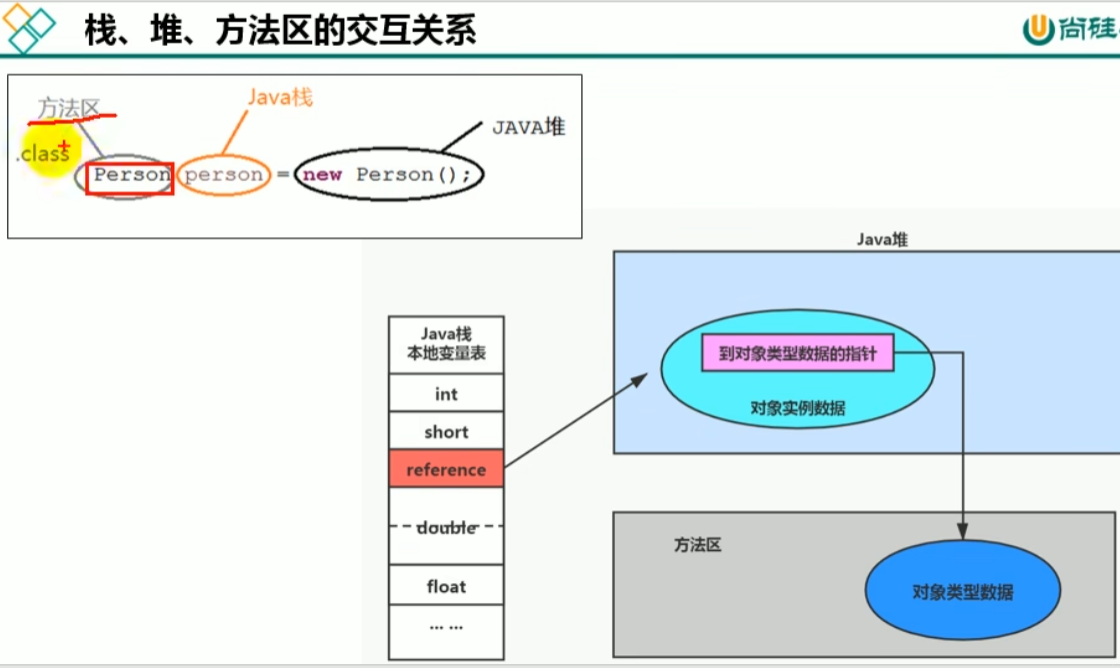 栈、堆、方法区的交互关系
尚硅
方法区
Java栈
JAVA堆
.class
Person person = new Person();
Java堆
到对象类型数据的指针
对象实例数据
Java栈
本地变量表
int
short
reference
double
float
... ...
方法区
对象类型数据